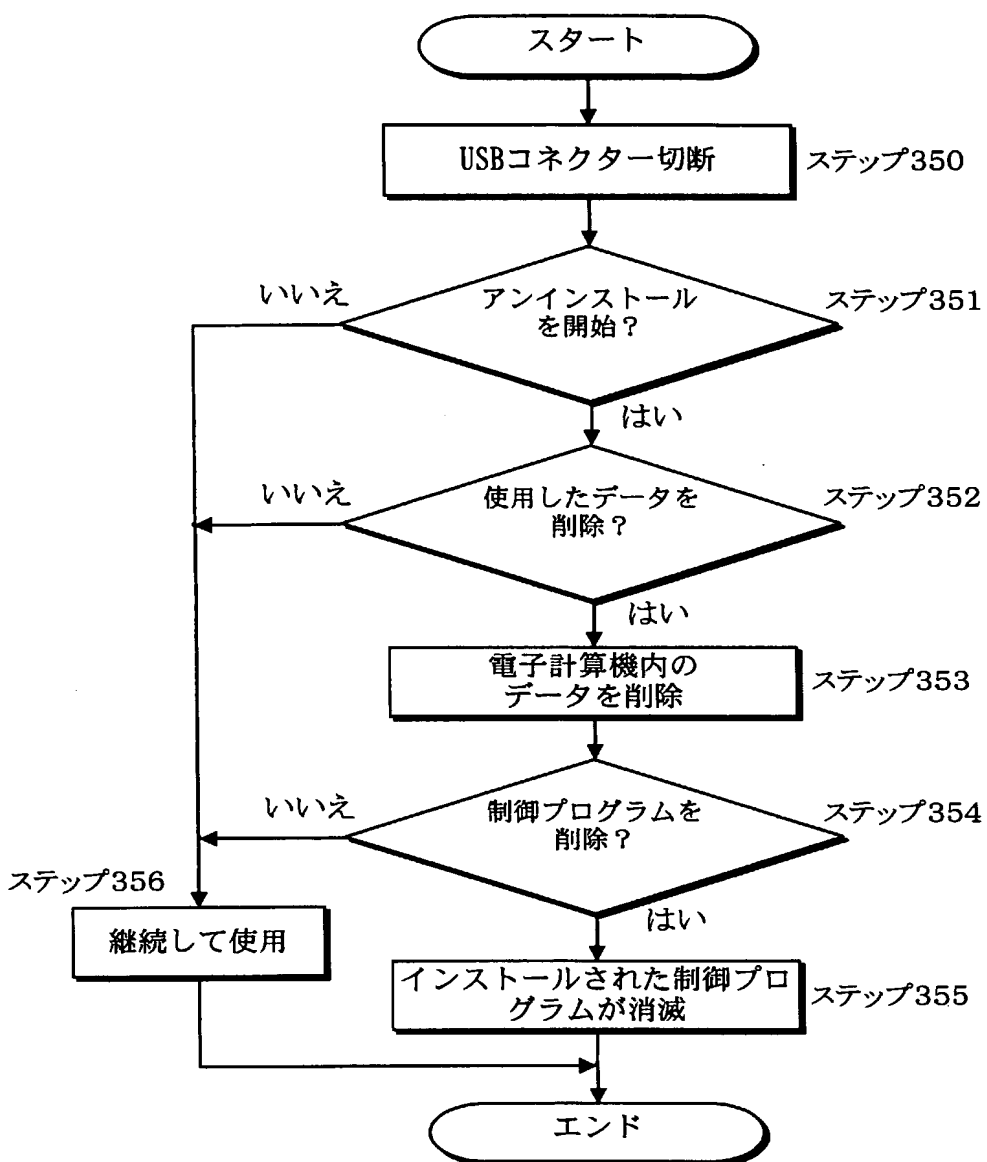 スタート
USBコネクター切断
ステップ350
いいえ
アンインストール
を開始?
ステップ351
はい
いいえ
使用したデータを
削除?
ステップ352
はい
電子計算機内の
データを削除
ステップ353
いいえ
制御プログラムを
削除?
ステップ354
ステップ356
はい
継続して使用
インストールされた制御プロ
グラムが消滅
ステップ355
エンド